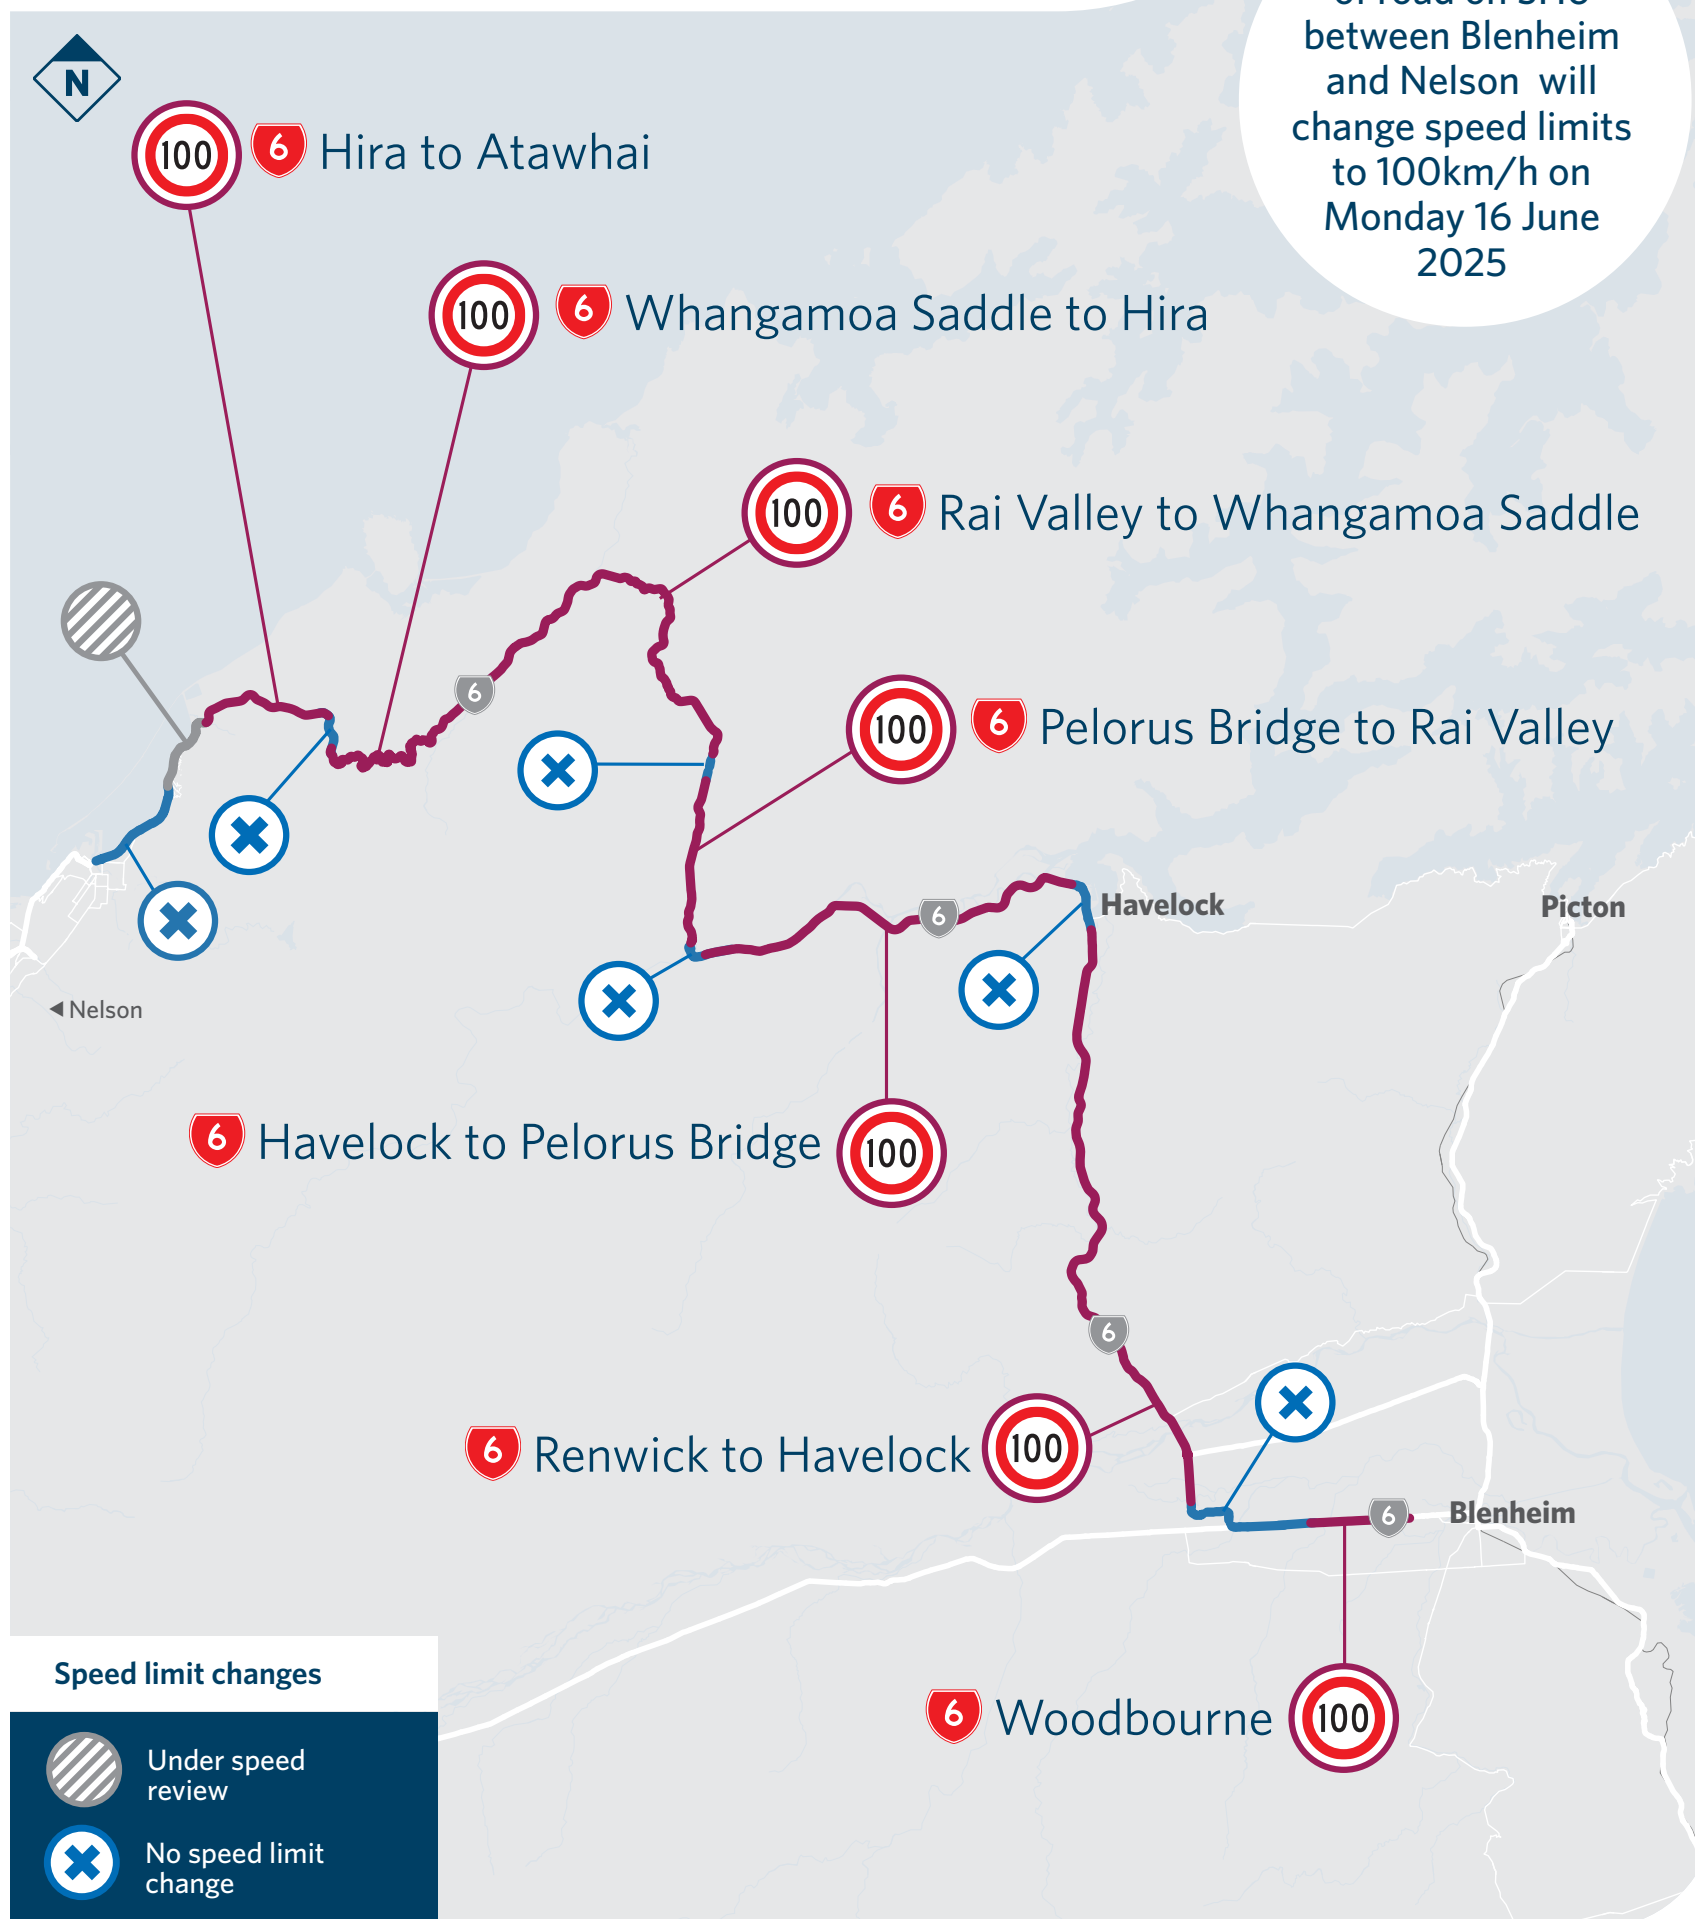 between Blenheim
and Nelson will
change speed limits
to 100km/h on
Monday 16 June
2025
N
100 6 Hira to Atawhai
100 6 Whangamoa Saddle to Hira
100 6 Rai Valley to Whangamoa Saddle
6
100 6 Pelorus Bridge to Rai Valley
Havelock
Picton
6
◄ Nelson
6 Havelock to Pelorus Bridge 100
6
6 Renwick to Havelock 100
6 Blenheim
6 Woodbourne 100
Speed limit changes
Under speed
review
No speed limit
change